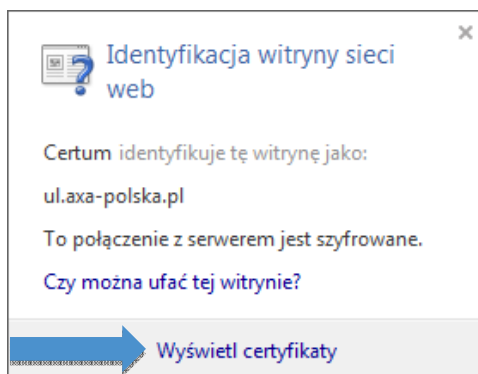 Identyfikacja witryny sieci
web
Certum identyfikuje tę witrynę jako:
ul.axa-polska.pl
To połączenie z serwerem jest szyfrowane.
Czy można ufać tej witrynie?
Wyświetl certyfikaty